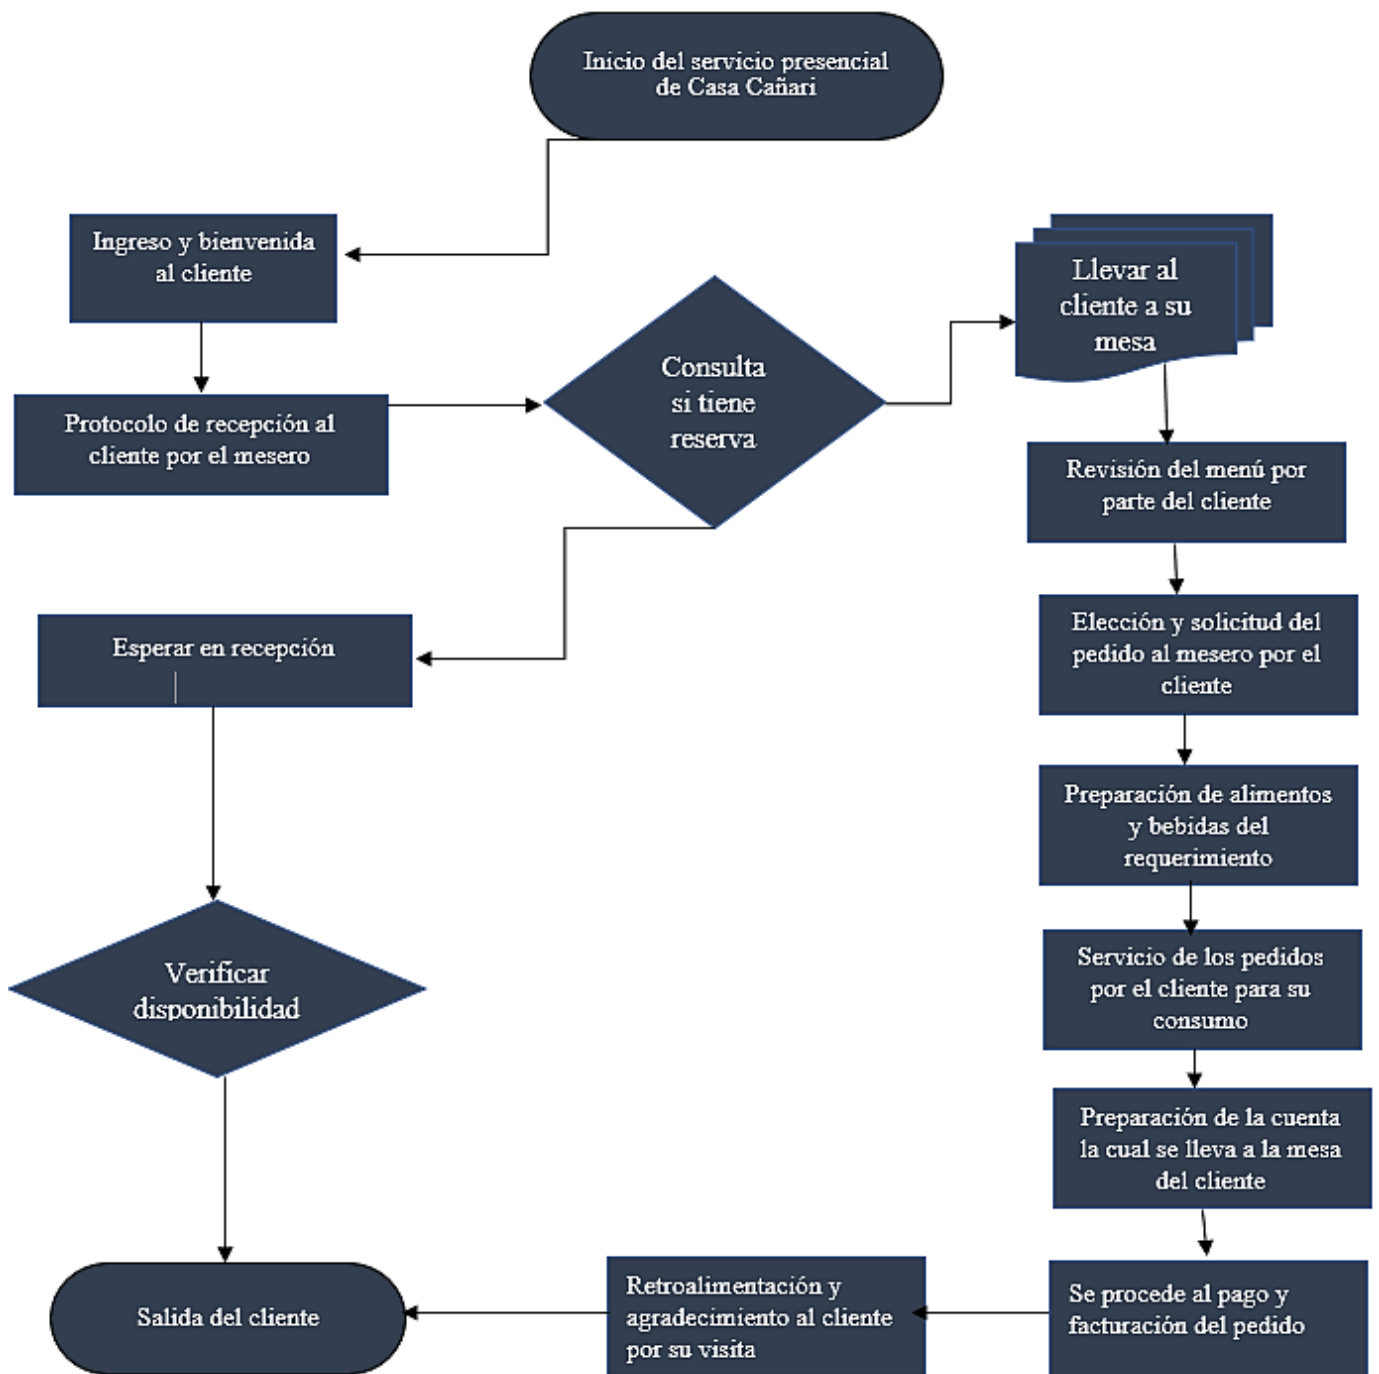 Inicio del servicio presencial
de Casa Cañari
Ingreso y bienvenida
al cliente
Protocolo de recepción al
cliente por el mesero
Consulta
si tiene
reserva
Llevar al
cliente a su
mesa
Revisión del menú por
parte del cliente
Elección y solicitud del
pedido al mesero por el
cliente
Preparación de alimentos
y bebidas del
requerimiento
Servicio de los pedidos
por el cliente para su
consumo
Preparación de la cuenta
la cual se lleva a la mesa
del cliente
Se procede al pago y
facturación del pedido
Retroalimentación y
agradecimiento al cliente
por su visita
Esperar en recepción
Verificar
disponibilidad
Salida del cliente